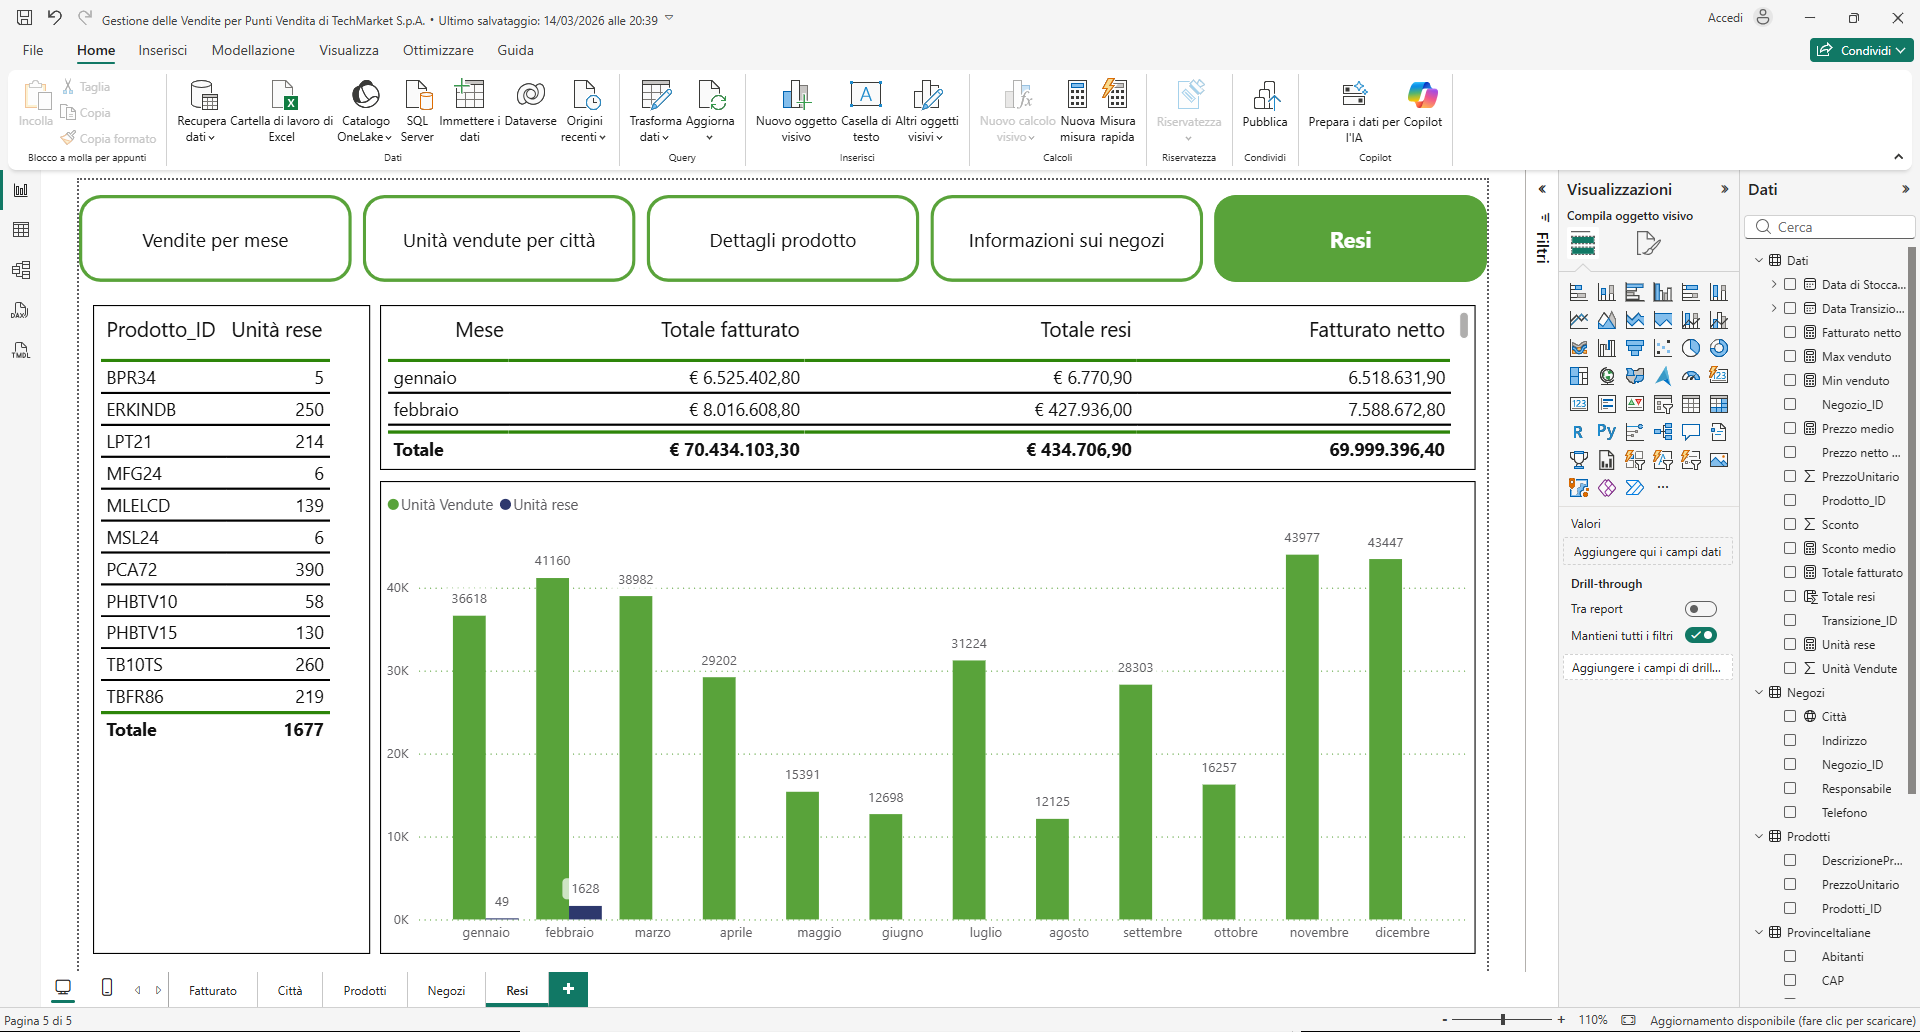 Gestione delle Vendite per Punti Vendita di TechMarket S.p.A. • Ultimo salvataggio: 14/03/2026 alle 20:39
Accedi
File Home Inserisci Modellazione Visualizza Ottimizzare Guida
Condividi
Incolla
Taglia
Copia
Copia formato
Blocco a molla per appunti
Recupera dati
Cartella di lavoro di Excel
Catalogo OneLake
SQL Server
Immettere i dati
Dataverse
Origini recenti
Dati
Trasforma dati
Aggiorna
Query
Nuovo oggetto visivo
Casella di testo
Altri oggetti visivi
Inserisci
Nuovo calcolo visivo
Nuova misura
Misura rapida
Calcoli
Riservatezza
Riservatezza
Pubblica
Condividi
Prepara i dati per l'IA
Copilot
Copilot
Vendite per mese
Unità vendute per città
Dettagli prodotto
Informazioni sui negozi
Resi
Prodotto_ID Unità rese
BPR34 5
ERKINDB 250
LPT21 214
MFG24 6
MLELCD 139
MSL24 6
PCA72 390
PHBTV10 58
PHBTV15 130
TB10TS 260
TBFR86 219
Totale 1677
Mese Totale fatturato Totale resi Fatturato netto
gennaio € 6.525.402,80 € 6.770,90 6.518.631,90
febbraio € 8.016.608,80 € 427.936,00 7.588.672,80
Totale € 70.434.103,30 € 434.706,90 69.999.396,40
Unità Vendute Unità rese
40K
30K
20K
10K
0K
36618
49
41160
1628
38982
29202
15391
12698
31224
12125
28303
16257
43977
43447
gennaio febbraio marzo aprile maggio giugno luglio agosto settembre ottobre novembre dicembre
Filtri
Visualizzazioni
Compila oggetto visivo
123
R Py
Valori
Aggiungere qui i campi dati
Drill-through
Tra report
Mantieni tutti i filtri
Aggiungere i campi di drill...
Dati
Cerca
Dati
Data di Stocca...
Data Transizio...
Fatturato netto
Max venduto
Min venduto
Negozio_ID
Prezzo medio
Prezzo netto ...
PrezzoUnitario
Prodotto_ID
Sconto
Sconto medio
Totale fatturato
Totale resi
Transizione_ID
Unità rese
Unità Vendute
Negozi
Città
Indirizzo
Negozio_ID
Responsabile
Telefono
Prodotti
DescrizionePr...
PrezzoUnitario
Prodotti_ID
ProvinceItaliane
Abitanti
CAP
DAX
TMDL
Fatturato Città Prodotti Negozi Resi +
Pagina 5 di 5
- + 110%
Aggiornamento disponibile (fare clic per scaricare)